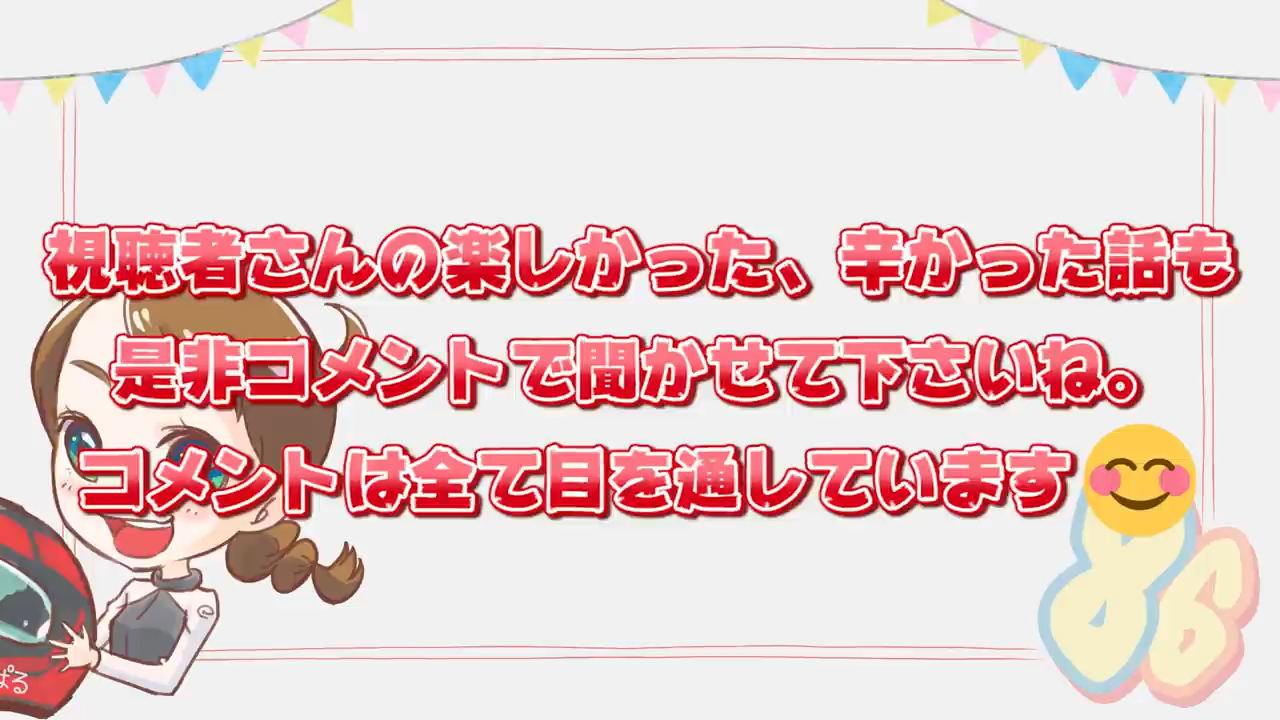 視聴者さんの楽しかった、辛かった話も
是非コメントで聞かせて下さいね。
コメントは全て目を通しています😊
ぱる